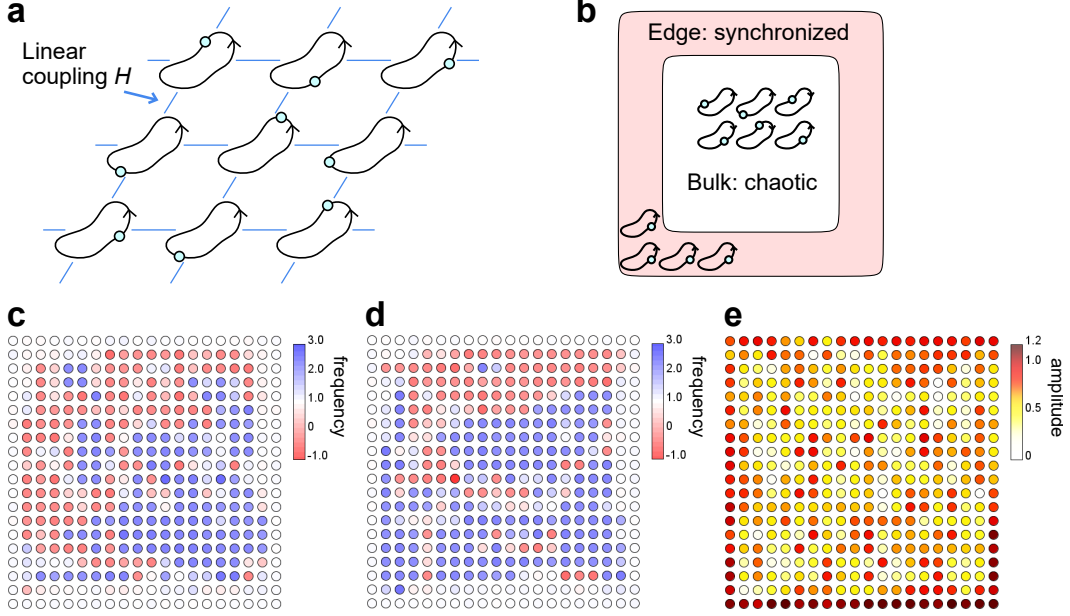 a
Linear
coupling H
b
Edge: synchronized
Bulk: chaotic
c
3.0
2.0
1.0
0
-1.0
frequency
d
3.0
2.0
1.0
0
-1.0
frequency
e
1.2
1.0
0.5
0
amplitude